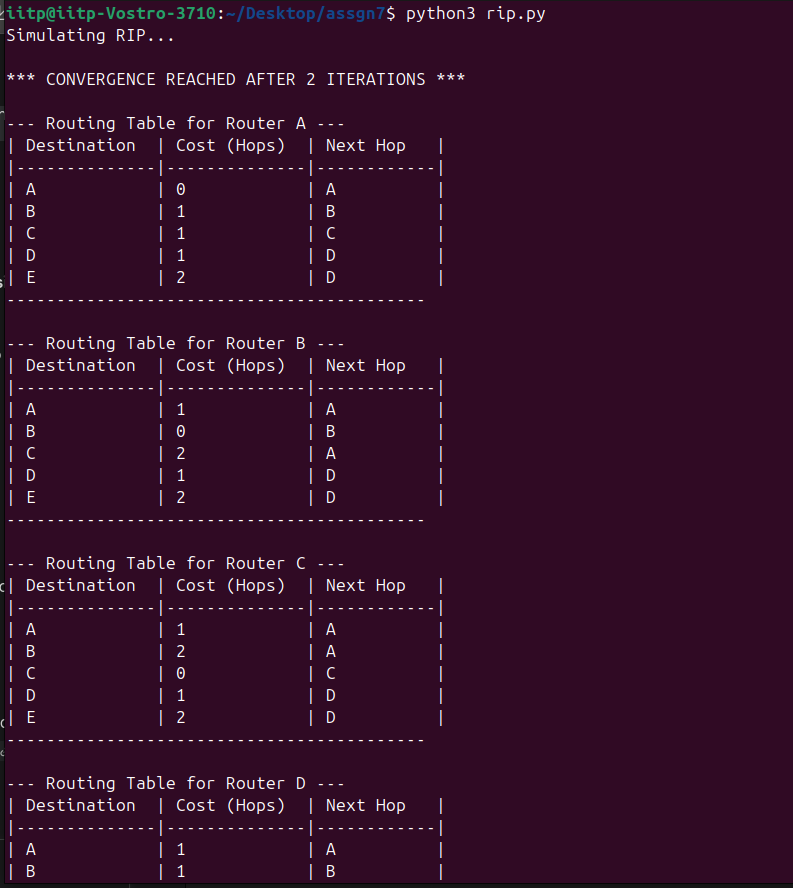 iitp@iitp-Vostro-3710:~/Desktop/assgn7$ python3 rip.py
Simulating RIP...
*** CONVERGENCE REACHED AFTER 2 ITERATIONS ***
--- Routing Table for Router A ---
| Destination  | Cost (Hops)  | Next Hop   |
|--------------|--------------|------------|
| A            | 0            | A          |
| B            | 1            | B          |
| C            | 1            | C          |
| D            | 1            | D          |
| E            | 2            | D          |
------------------------------------------
--- Routing Table for Router B ---
| Destination  | Cost (Hops)  | Next Hop   |
|--------------|--------------|------------|
| A            | 1            | A          |
| B            | 0            | B          |
| C            | 2            | A          |
| D            | 1            | D          |
| E            | 2            | D          |
------------------------------------------
--- Routing Table for Router C ---
| Destination  | Cost (Hops)  | Next Hop   |
|--------------|--------------|------------|
| A            | 1            | A          |
| B            | 2            | A          |
| C            | 0            | C          |
| D            | 1            | D          |
| E            | 2            | D          |
------------------------------------------
--- Routing Table for Router D ---
| Destination  | Cost (Hops)  | Next Hop   |
|--------------|--------------|------------|
| A            | 1            | A          |
| B            | 1            | B          |